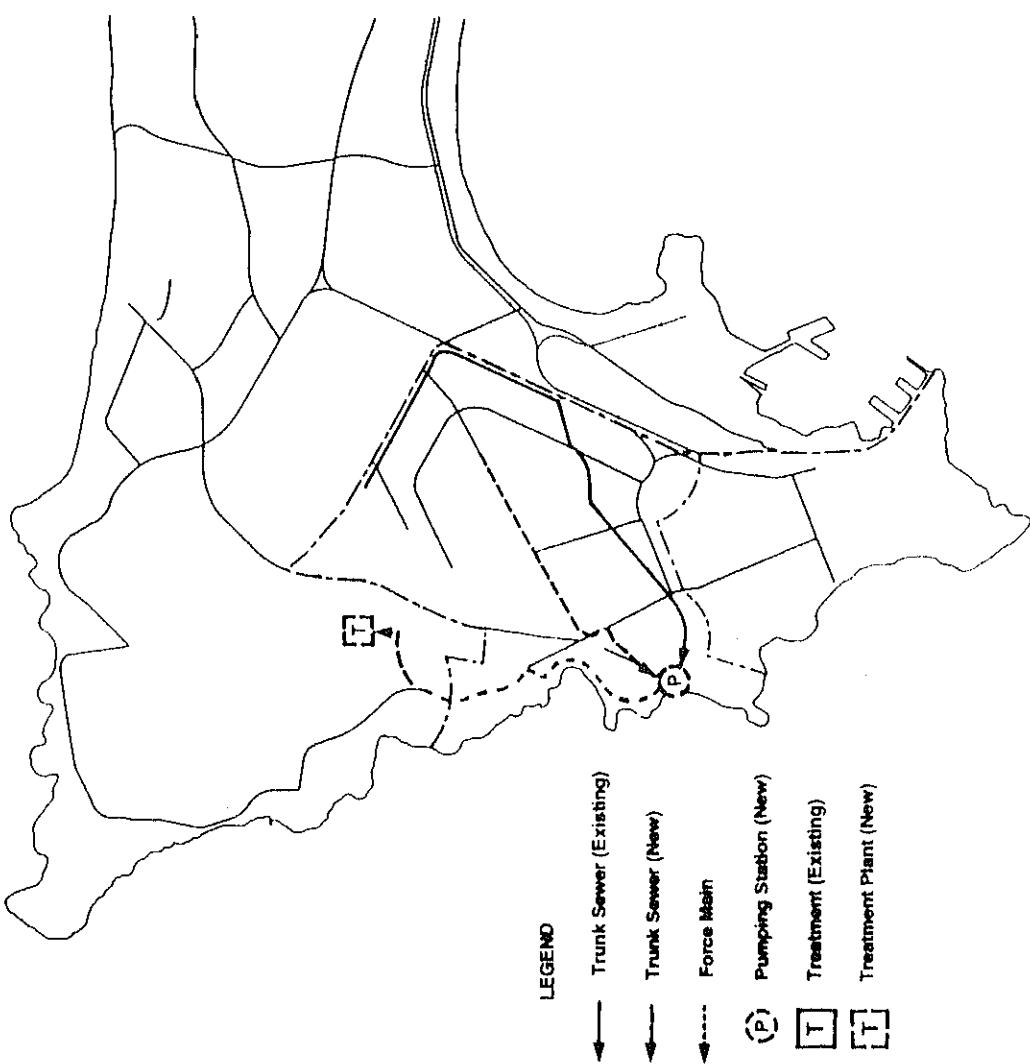 T
P
LEGEND
Trunk Sewer (Existing)
Trunk Sewer (New)
Force Main
P Pumping Station (New)
T Treatment (Existing)
T Treatment Plant (New)